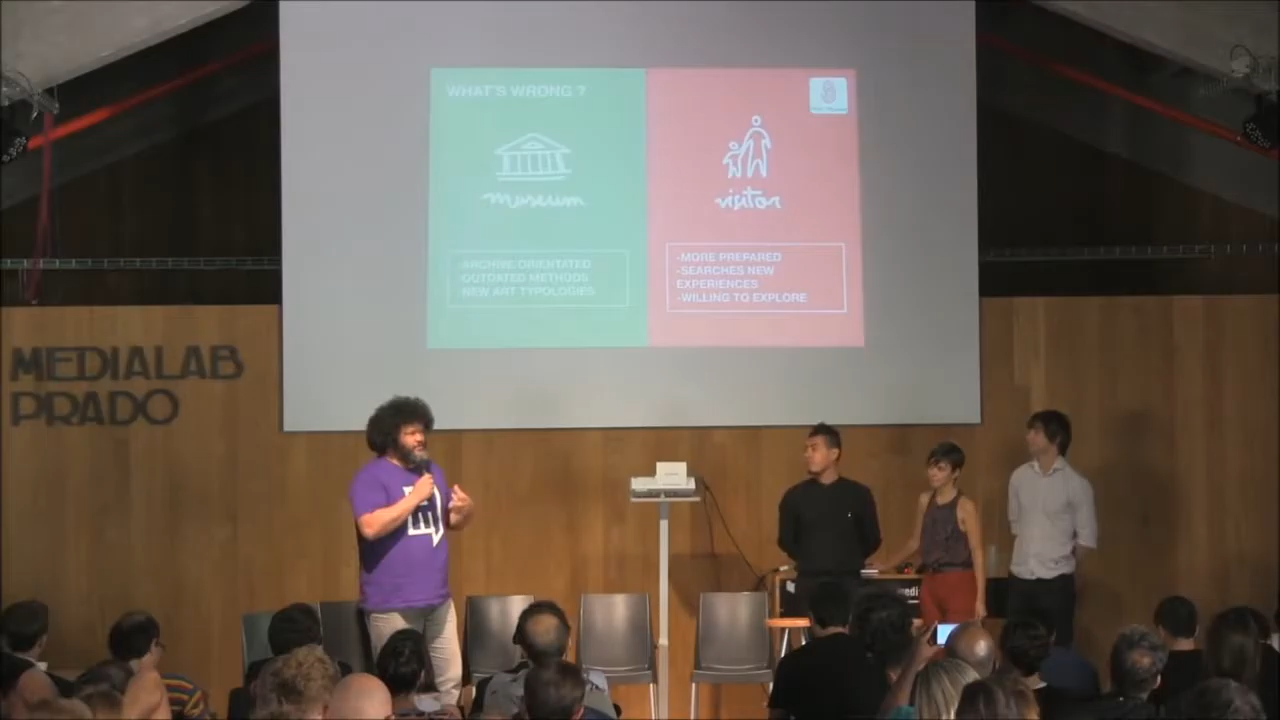 WHAT'S WRONG ?
museum
visitor
-ARCHIVE ORIENTATED
-OUTDATED METHODS
-NEW ART TYPOLOGIES
-MORE PREPARED
-SEARCHES NEW
EXPERIENCES
-WILLING TO EXPLORE
MEDIALAB
PRADO
medi